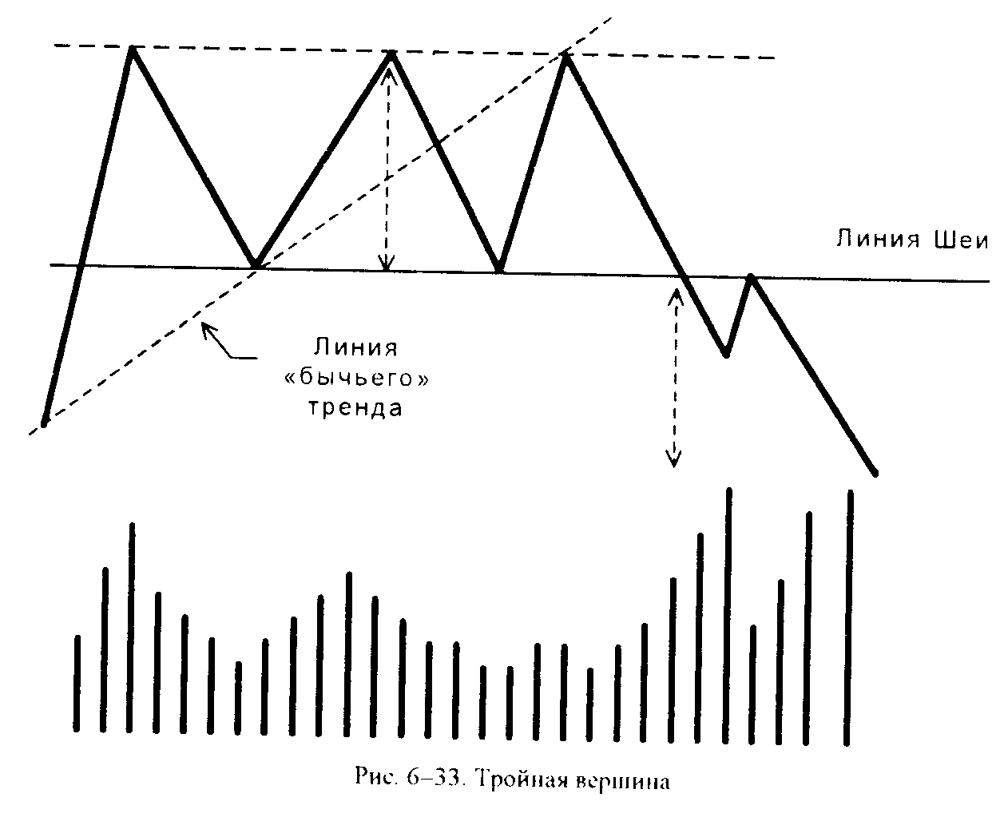 Линия Шеи
Линия
«бычьего»
тренда
Рис. 6–33. Тройная вершина